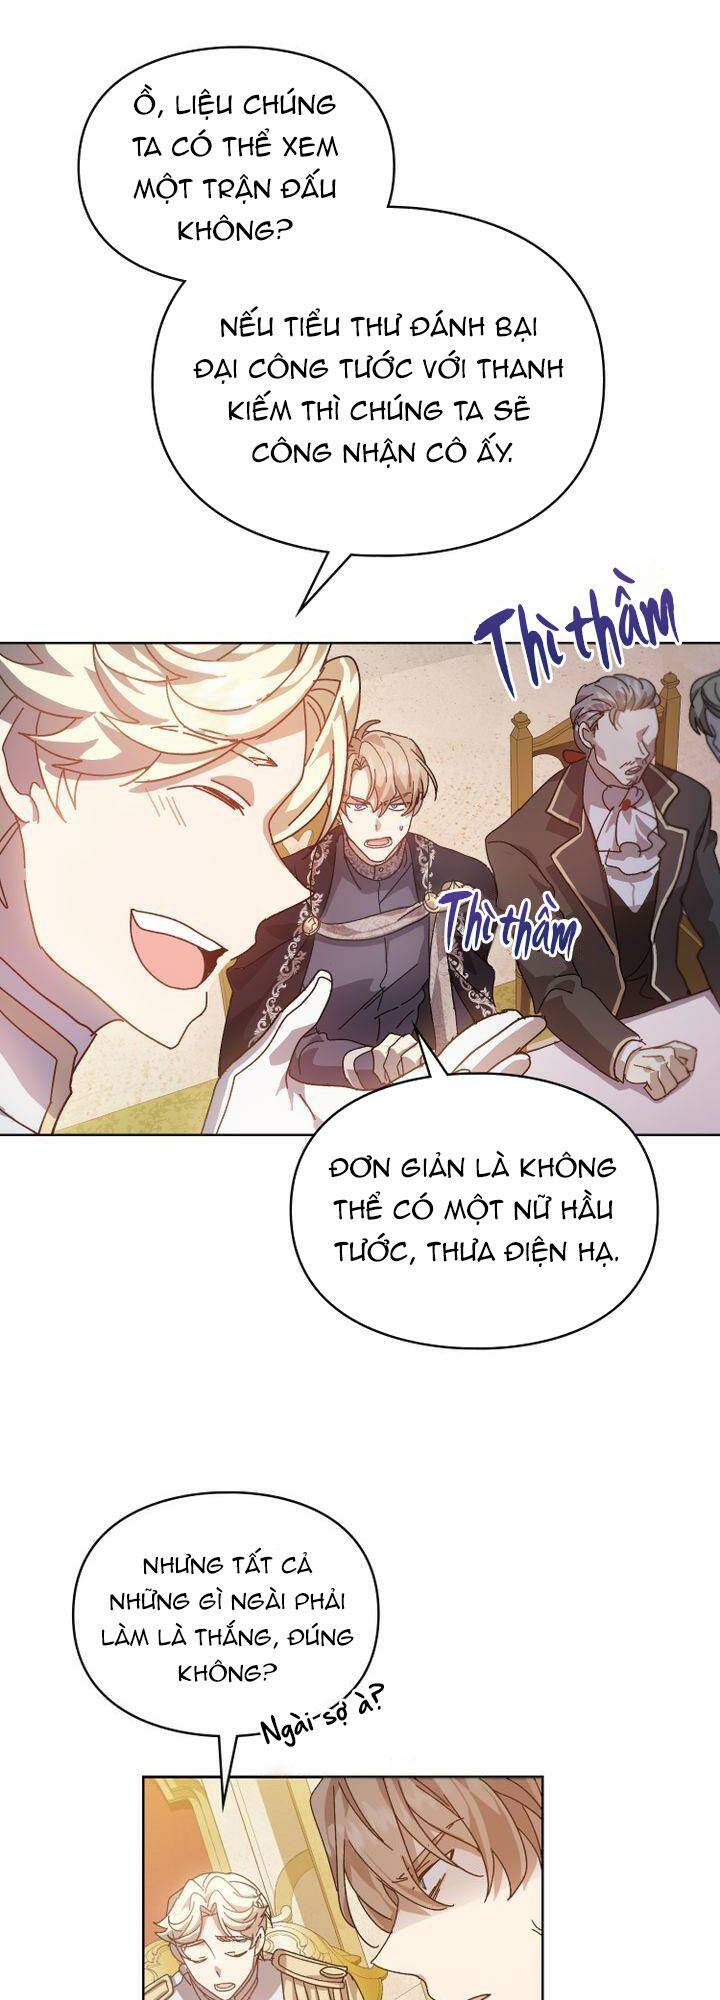 Ồ, LIỆU CHÚNG
TA CÓ THỂ XEM
MỘT TRẬN ĐẤU
KHÔNG?
NẾU TIỂU THƯ ĐÁNH BẠI
ĐẠI CÔNG TƯỚC VỚI THANH
KIẾM THÌ CHÚNG TA SẼ
CÔNG NHẬN CÔ ẤY.
Thì thầm
Thì thầm
ĐƠN GIẢN LÀ KHÔNG
THỂ CÓ MỘT NỮ HẦU
TƯỚC, THƯA ĐIỆN HẠ.
NHƯNG TẤT CẢ
NHỮNG GÌ NGÀI PHẢI
LÀM LÀ THẮNG, ĐÚNG
KHÔNG?
Ngài sợ à?